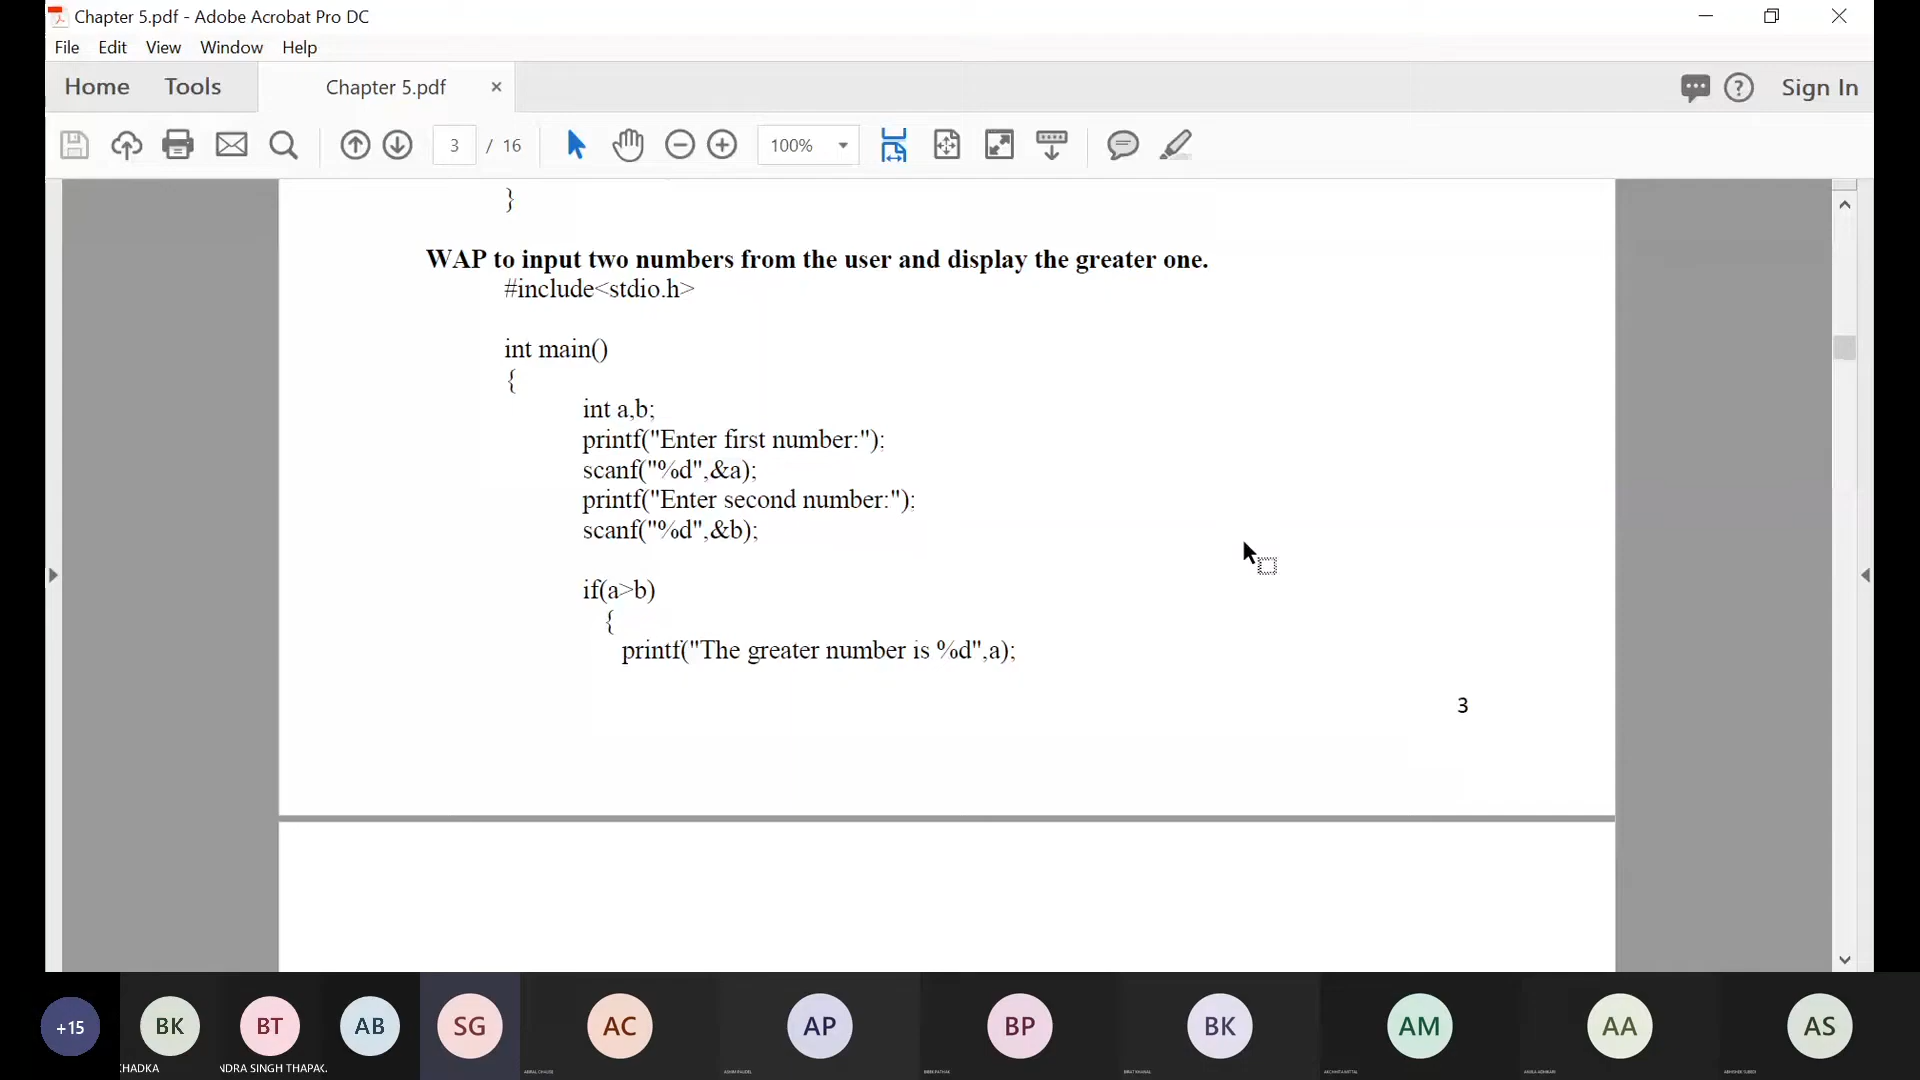 Chapter 5.pdf - Adobe Acrobat Pro DC
File Edit View Window Help
Home Tools Chapter 5.pdf × Sign In
3 / 16 100%
}
WAP to input two numbers from the user and display the greater one.
#include<stdio.h>
int main()
{
int a,b;
printf("Enter first number:");
scanf("%d",&a);
printf("Enter second number:");
scanf("%d",&b);
if(a>b)
{
printf("The greater number is %d",a);
3
+15 BK BT AB SG AC AP BP BK AM AA AS
HADKA NDRA SINGH THAPAK.